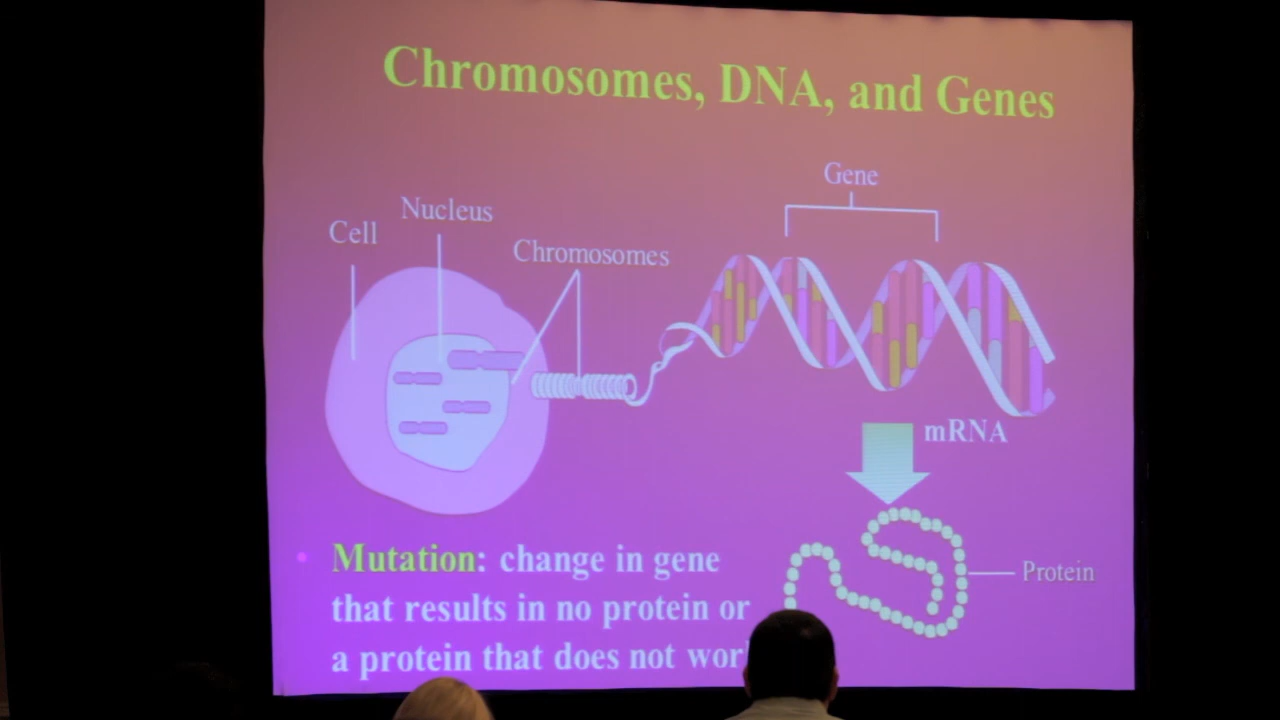 Chromosomes, DNA, and Genes
Gene
Nucleus
Cell
Chromosomes
mRNA
Protein
• Mutation: change in gene
that results in no protein or
a protein that does not